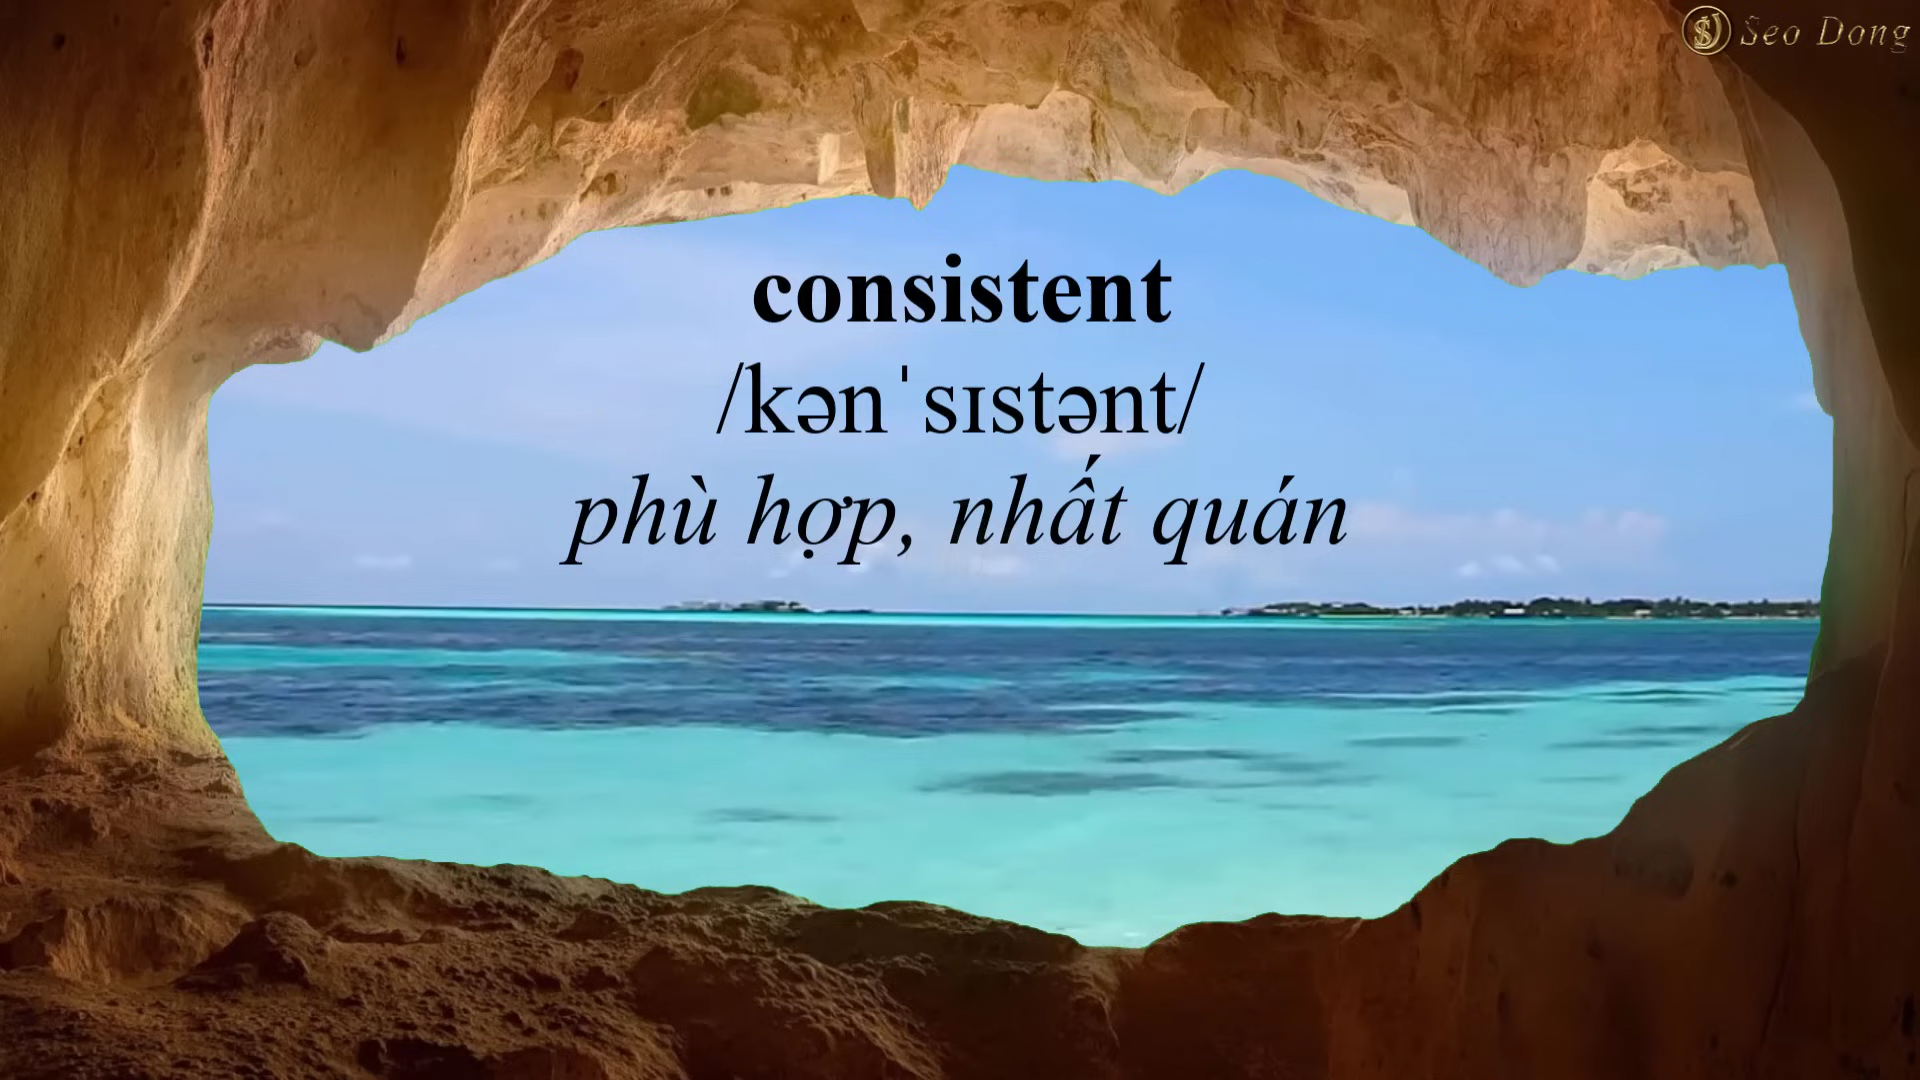 Seo Dong
consistent
/kənˈsɪstənt/
phù hợp, nhất quán